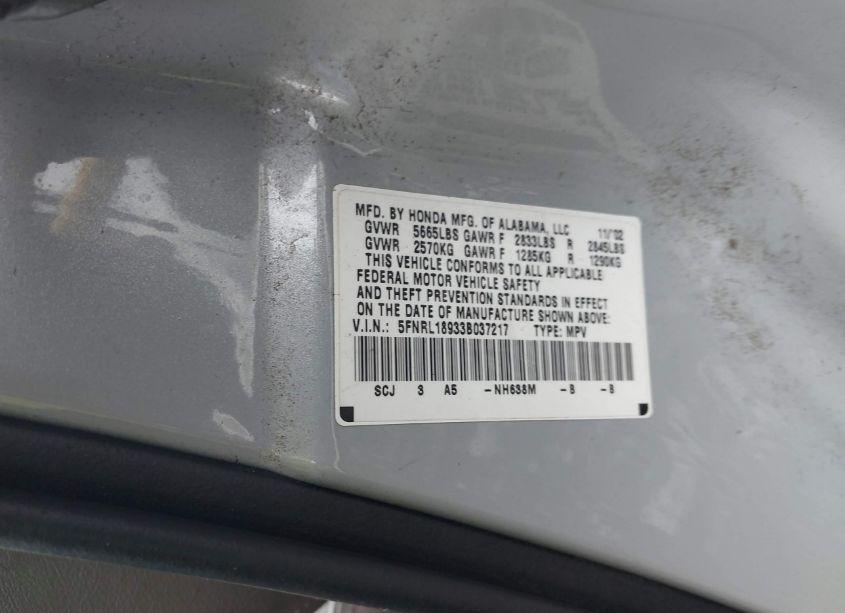 MFD. BY HONDA MFG. OF ALABAMA, LLC 11/'02
GVWR 5665LBS GAWR F 2833LBS R 2845LBS
GVWR 2570KG GAWR F 1285KG R 1290KG
THIS VEHICLE CONFORMS TO ALL APPLICABLE
FEDERAL MOTOR VEHICLE SAFETY
AND THEFT PREVENTION STANDARDS IN EFFECT
ON THE DATE OF MANUFACTURE SHOWN ABOVE:
V.I.N.: 5FNRL18933B037217 TYPE: MPV
SCJ 3 A5 -NH638M -B -B